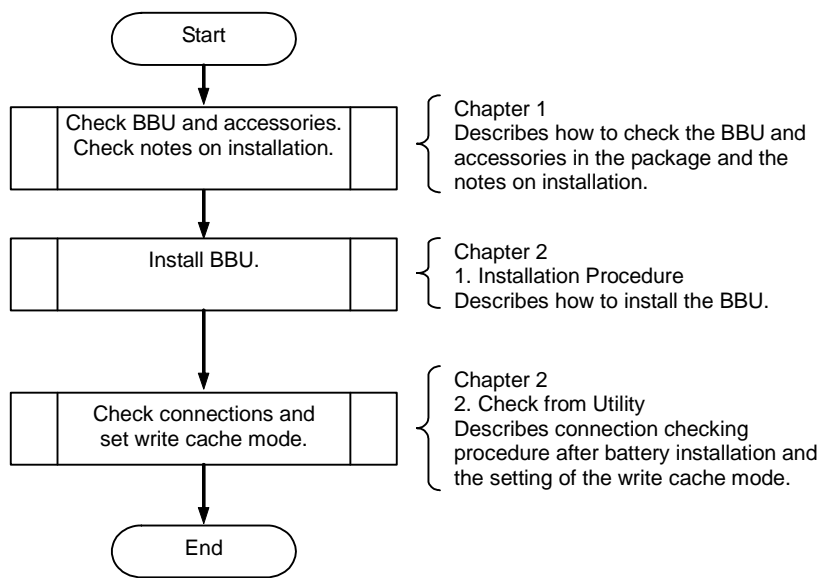 Start
Check BBU and accessories.
Check notes on installation.
Chapter 1
Describes how to check the BBU and
accessories in the package and the
notes on installation.
Install BBU.
Chapter 2
1. Installation Procedure
Describes how to install the BBU.
Check connections and
set write cache mode.
Chapter 2
2. Check from Utility
Describes connection checking
procedure after battery installation and
the setting of the write cache mode.
End